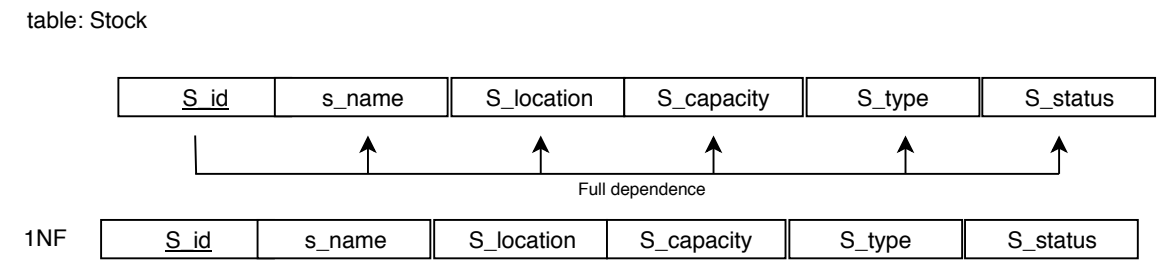 table: Stock
S_id s_name S_location S_capacity S_type S_status
Full dependence
1NF S_id s_name S_location S_capacity S_type S_status